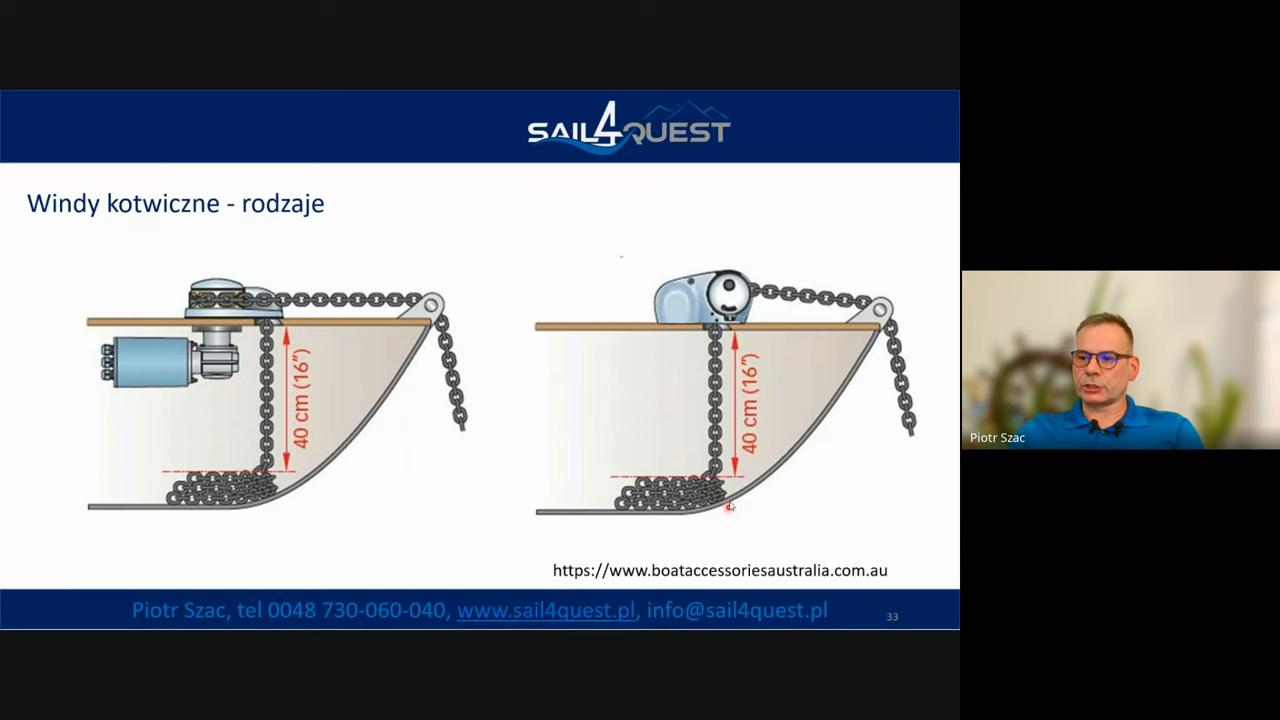 SAIL4QUEST
Windy kotwiczne - rodzaje
40 cm (16″)
40 cm (16″)
https://www.boataccessoriesaustralia.com.au
Piotr Szac, tel 0048 730-060-040, www.sail4quest.pl, info@sail4quest.pl
33
Piotr Szac